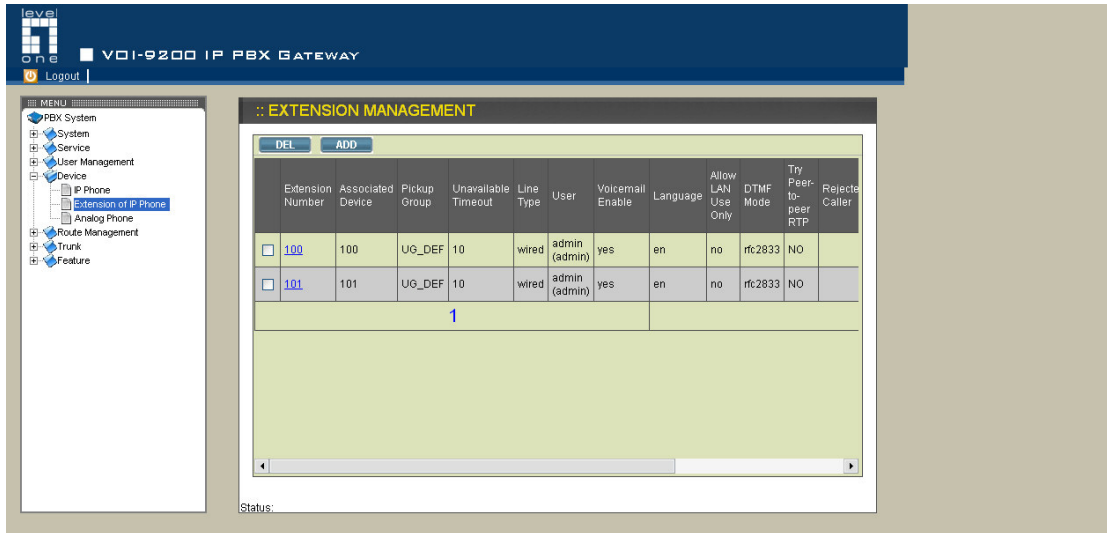 level
one
VOI-9200 IP PBX GATEWAY
Logout
MENU
PBX System
System
Service
User Management
Device
IP Phone
Extension of IP Phone
Analog Phone
Route Management
Trunk
Feature
:: EXTENSION MANAGEMENT
DEL ADD
Extension Number Associated Device Pickup Group Unavailable Timeout Line Type User Voicemail Enable Language Allow LAN Use Only DTMF Mode Try Peer-to-peer RTP Rejecte Caller
100 100 UG_DEF 10 wired admin (admin) yes en no rfc2833 NO
101 101 UG_DEF 10 wired admin (admin) yes en no rfc2833 NO
1
Status: